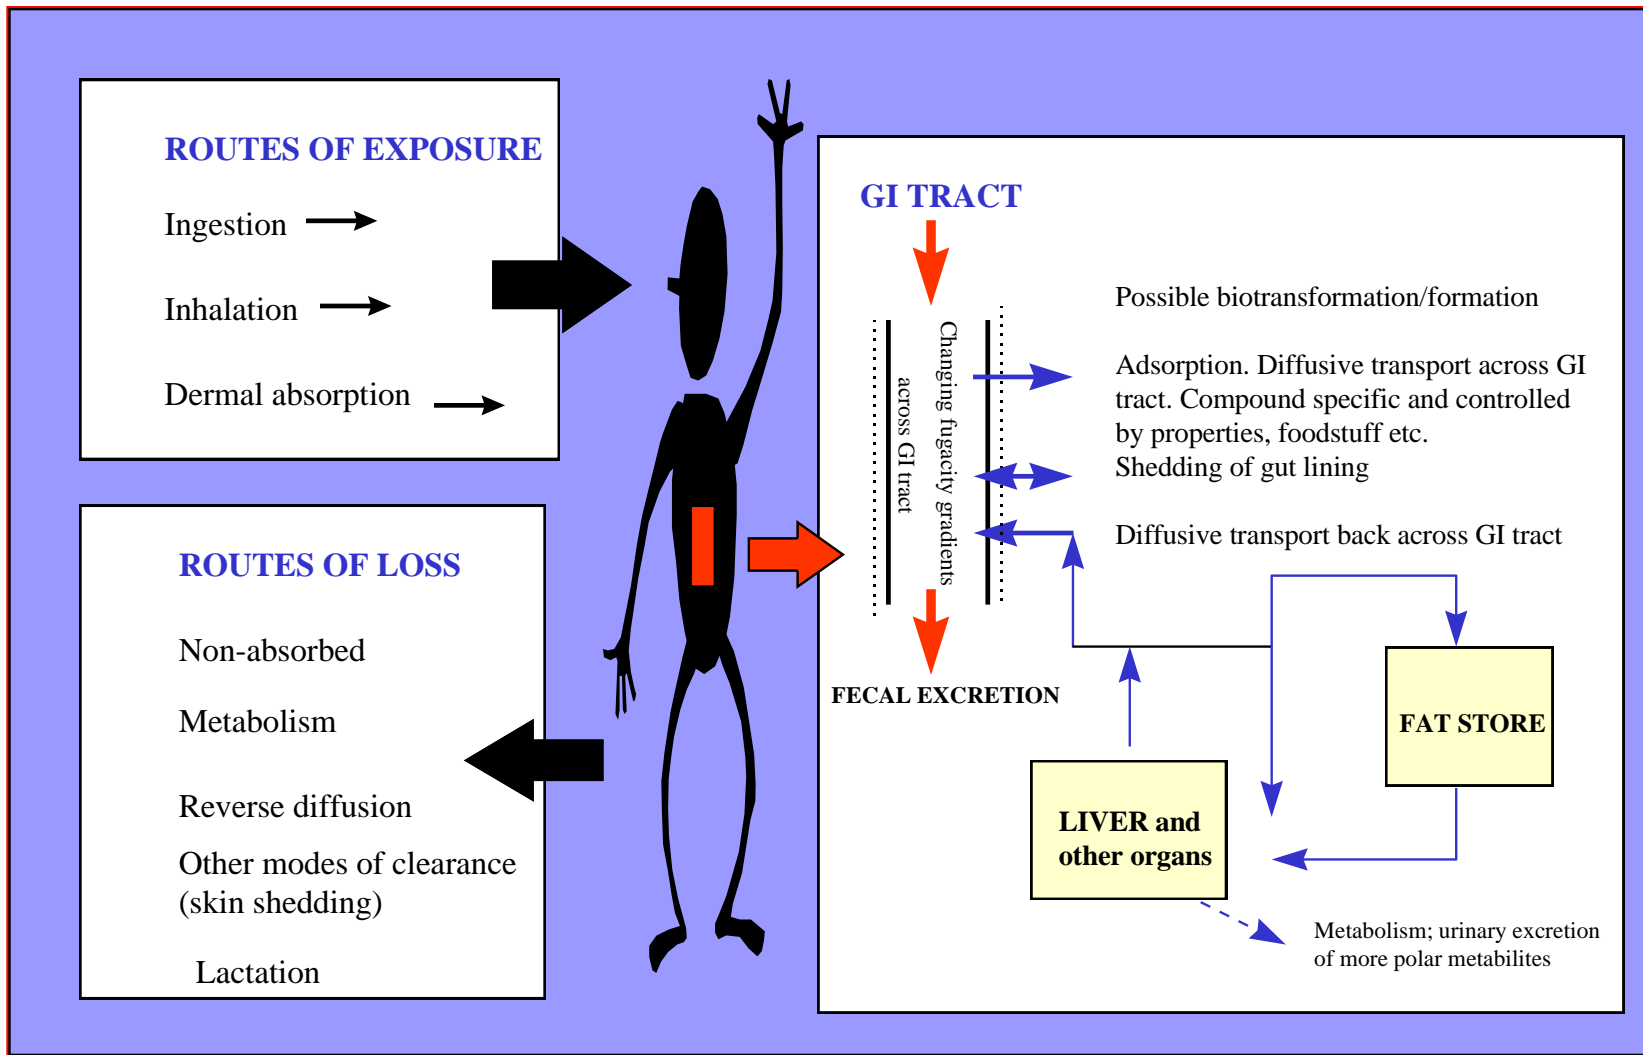 ROUTES OF EXPOSURE
Ingestion
Inhalation
Dermal absorption
ROUTES OF LOSS
Non-absorbed
Metabolism
Reverse diffusion
Other modes of clearance
(skin shedding)
Lactation
GI TRACT
Changing fugacity gradients
across GI tract
FECAL EXCRETION
Possible biotransformation/formation
Adsorption. Diffusive transport across GI
tract. Compound specific and controlled
by properties, foodstuff etc.
Shedding of gut lining
Diffusive transport back across GI tract
FAT STORE
LIVER and
other organs
Metabolism; urinary excretion
of more polar metabilites